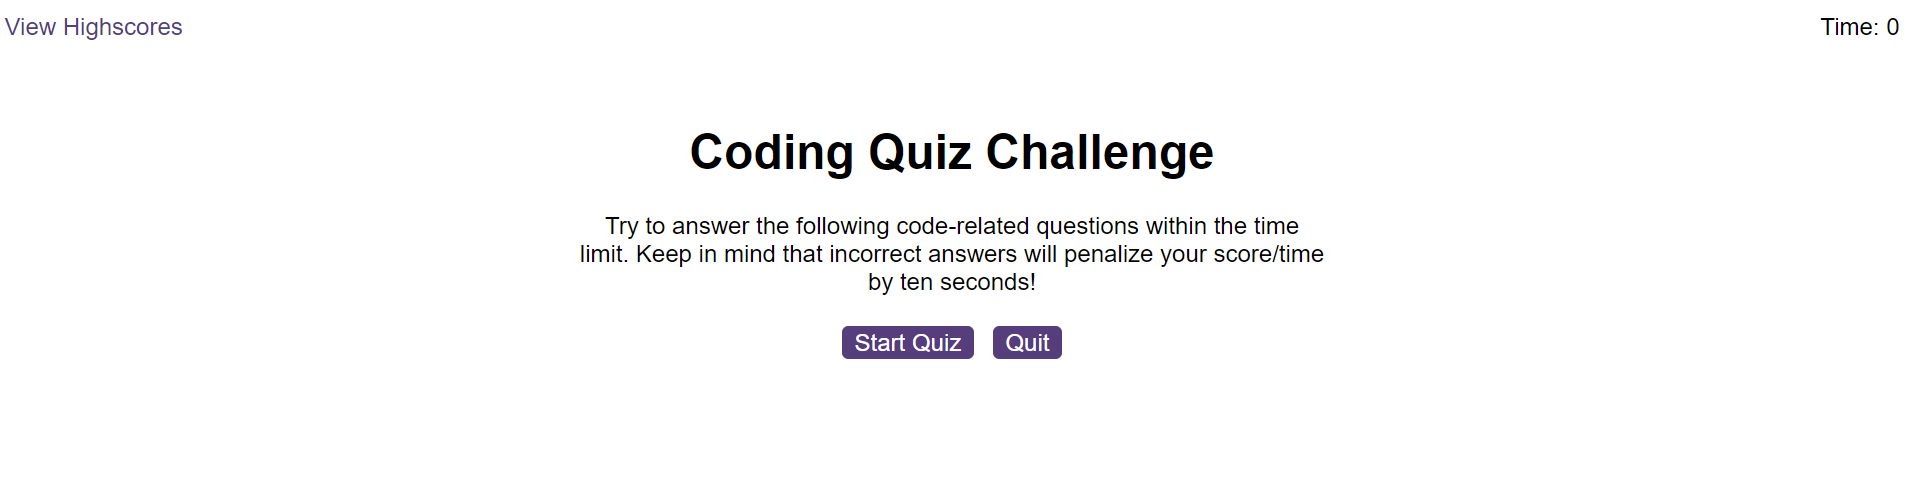 View Highscores
Time: 0
Coding Quiz Challenge
Try to answer the following code-related questions within the time
limit. Keep in mind that incorrect answers will penalize your score/time
by ten seconds!
Start Quiz
Quit